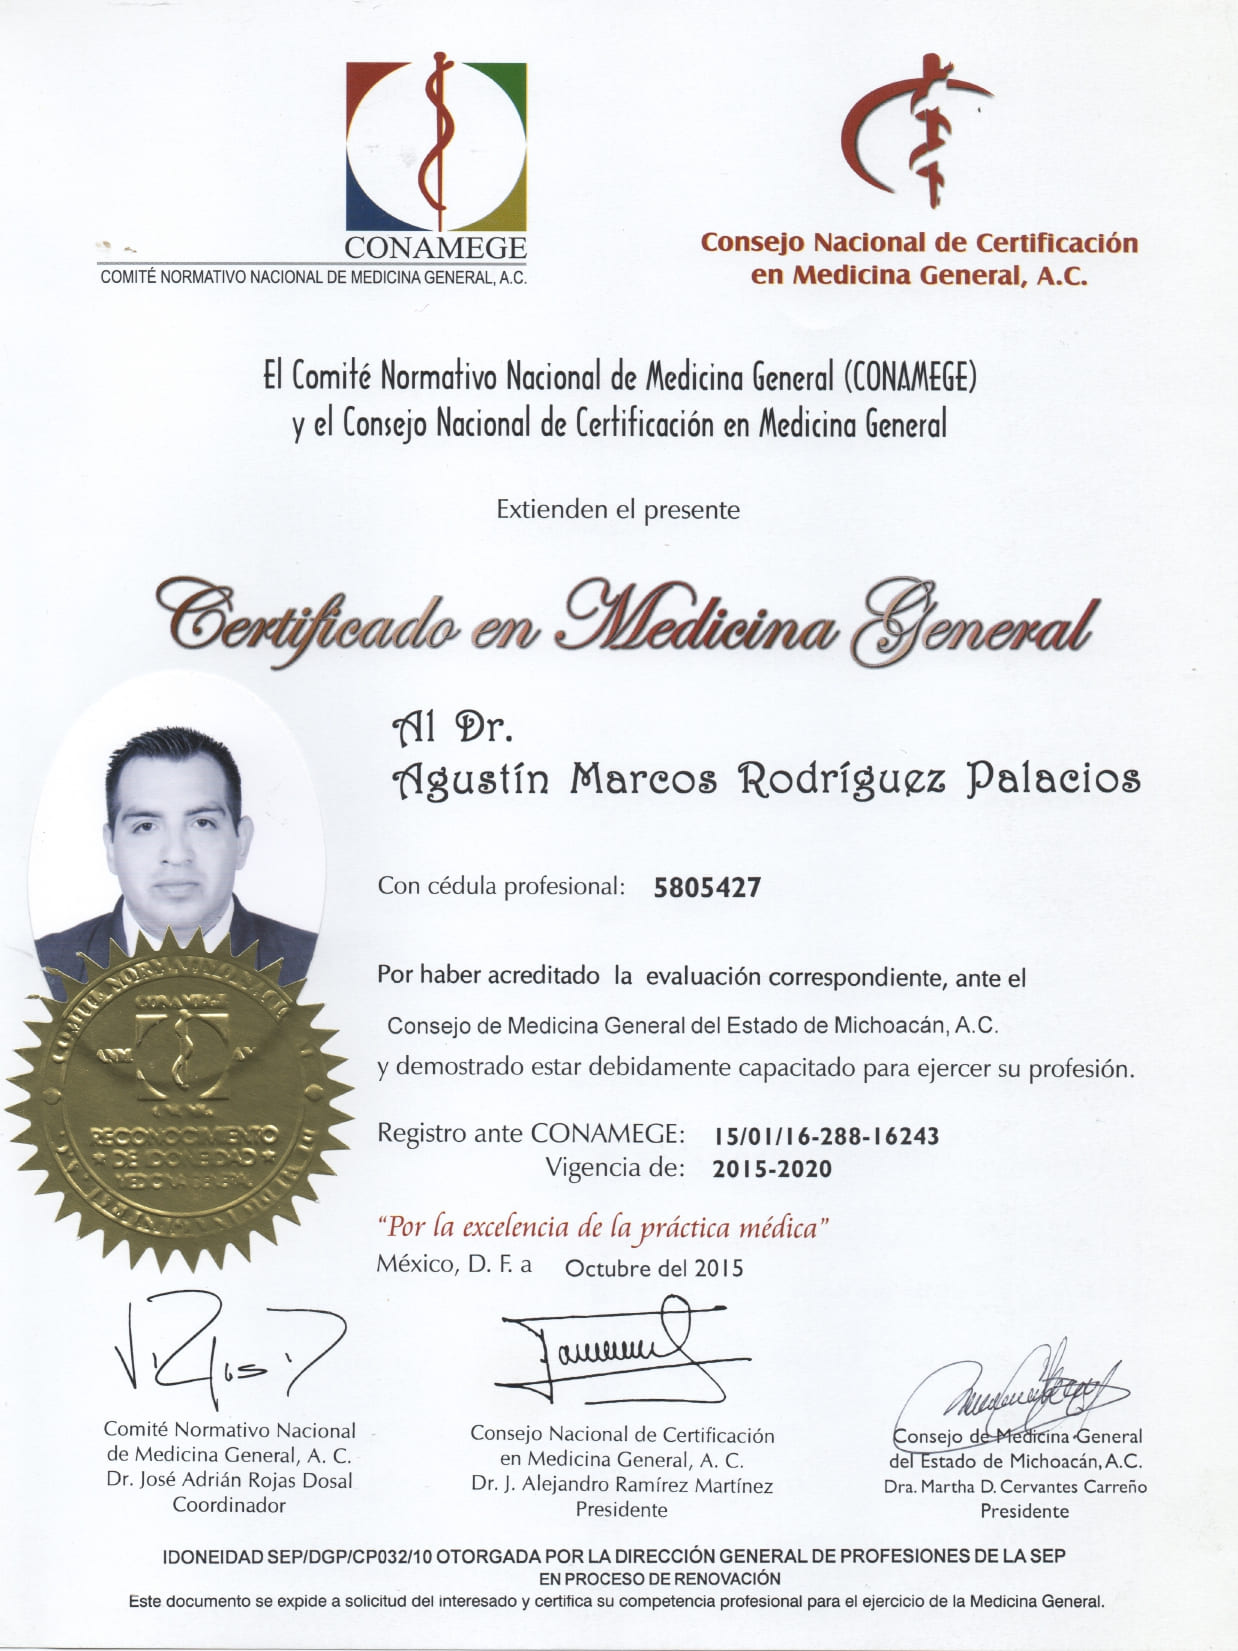 CONAMEGE
COMITÉ NORMATIVO NACIONAL DE MEDICINA GENERAL, A.C.
Consejo Nacional de Certificación
en Medicina General, A.C.
El Comité Normativo Nacional de Medicina General (CONAMEGE)
y el Consejo Nacional de Certificación en Medicina General
Extienden el presente
Certificado en Medicina General
Al Dr.
Agustín Marcos Rodríguez Palacios
Con cédula profesional: 5805427
Por haber acreditado la evaluación correspondiente, ante el
Consejo de Medicina General del Estado de Michoacán, A.C.
y demostrado estar debidamente capacitado para ejercer su profesión.
Registro ante CONAMEGE: 15/01/16-288-16243
Vigencia de: 2015-2020
"Por la excelencia de la práctica médica"
México, D. F. a Octubre del 2015
CONAMEGE
RECONOCIMIENTO
DE IDONEIDAD
MEDICINA GENERAL
Comité Normativo Nacional
de Medicina General, A. C.
Dr. José Adrián Rojas Dosal
Coordinador
Consejo Nacional de Certificación
en Medicina General, A. C.
Dr. J. Alejandro Ramírez Martínez
Presidente
Consejo de Medicina General
del Estado de Michoacán, A.C.
Dra. Martha D. Cervantes Carreño
Presidente
IDONEIDAD SEP/DGP/CP032/10 OTORGADA POR LA DIRECCIÓN GENERAL DE PROFESIONES DE LA SEP
EN PROCESO DE RENOVACIÓN
Este documento se expide a solicitud del interesado y certifica su competencia profesional para el ejercicio de la Medicina General.